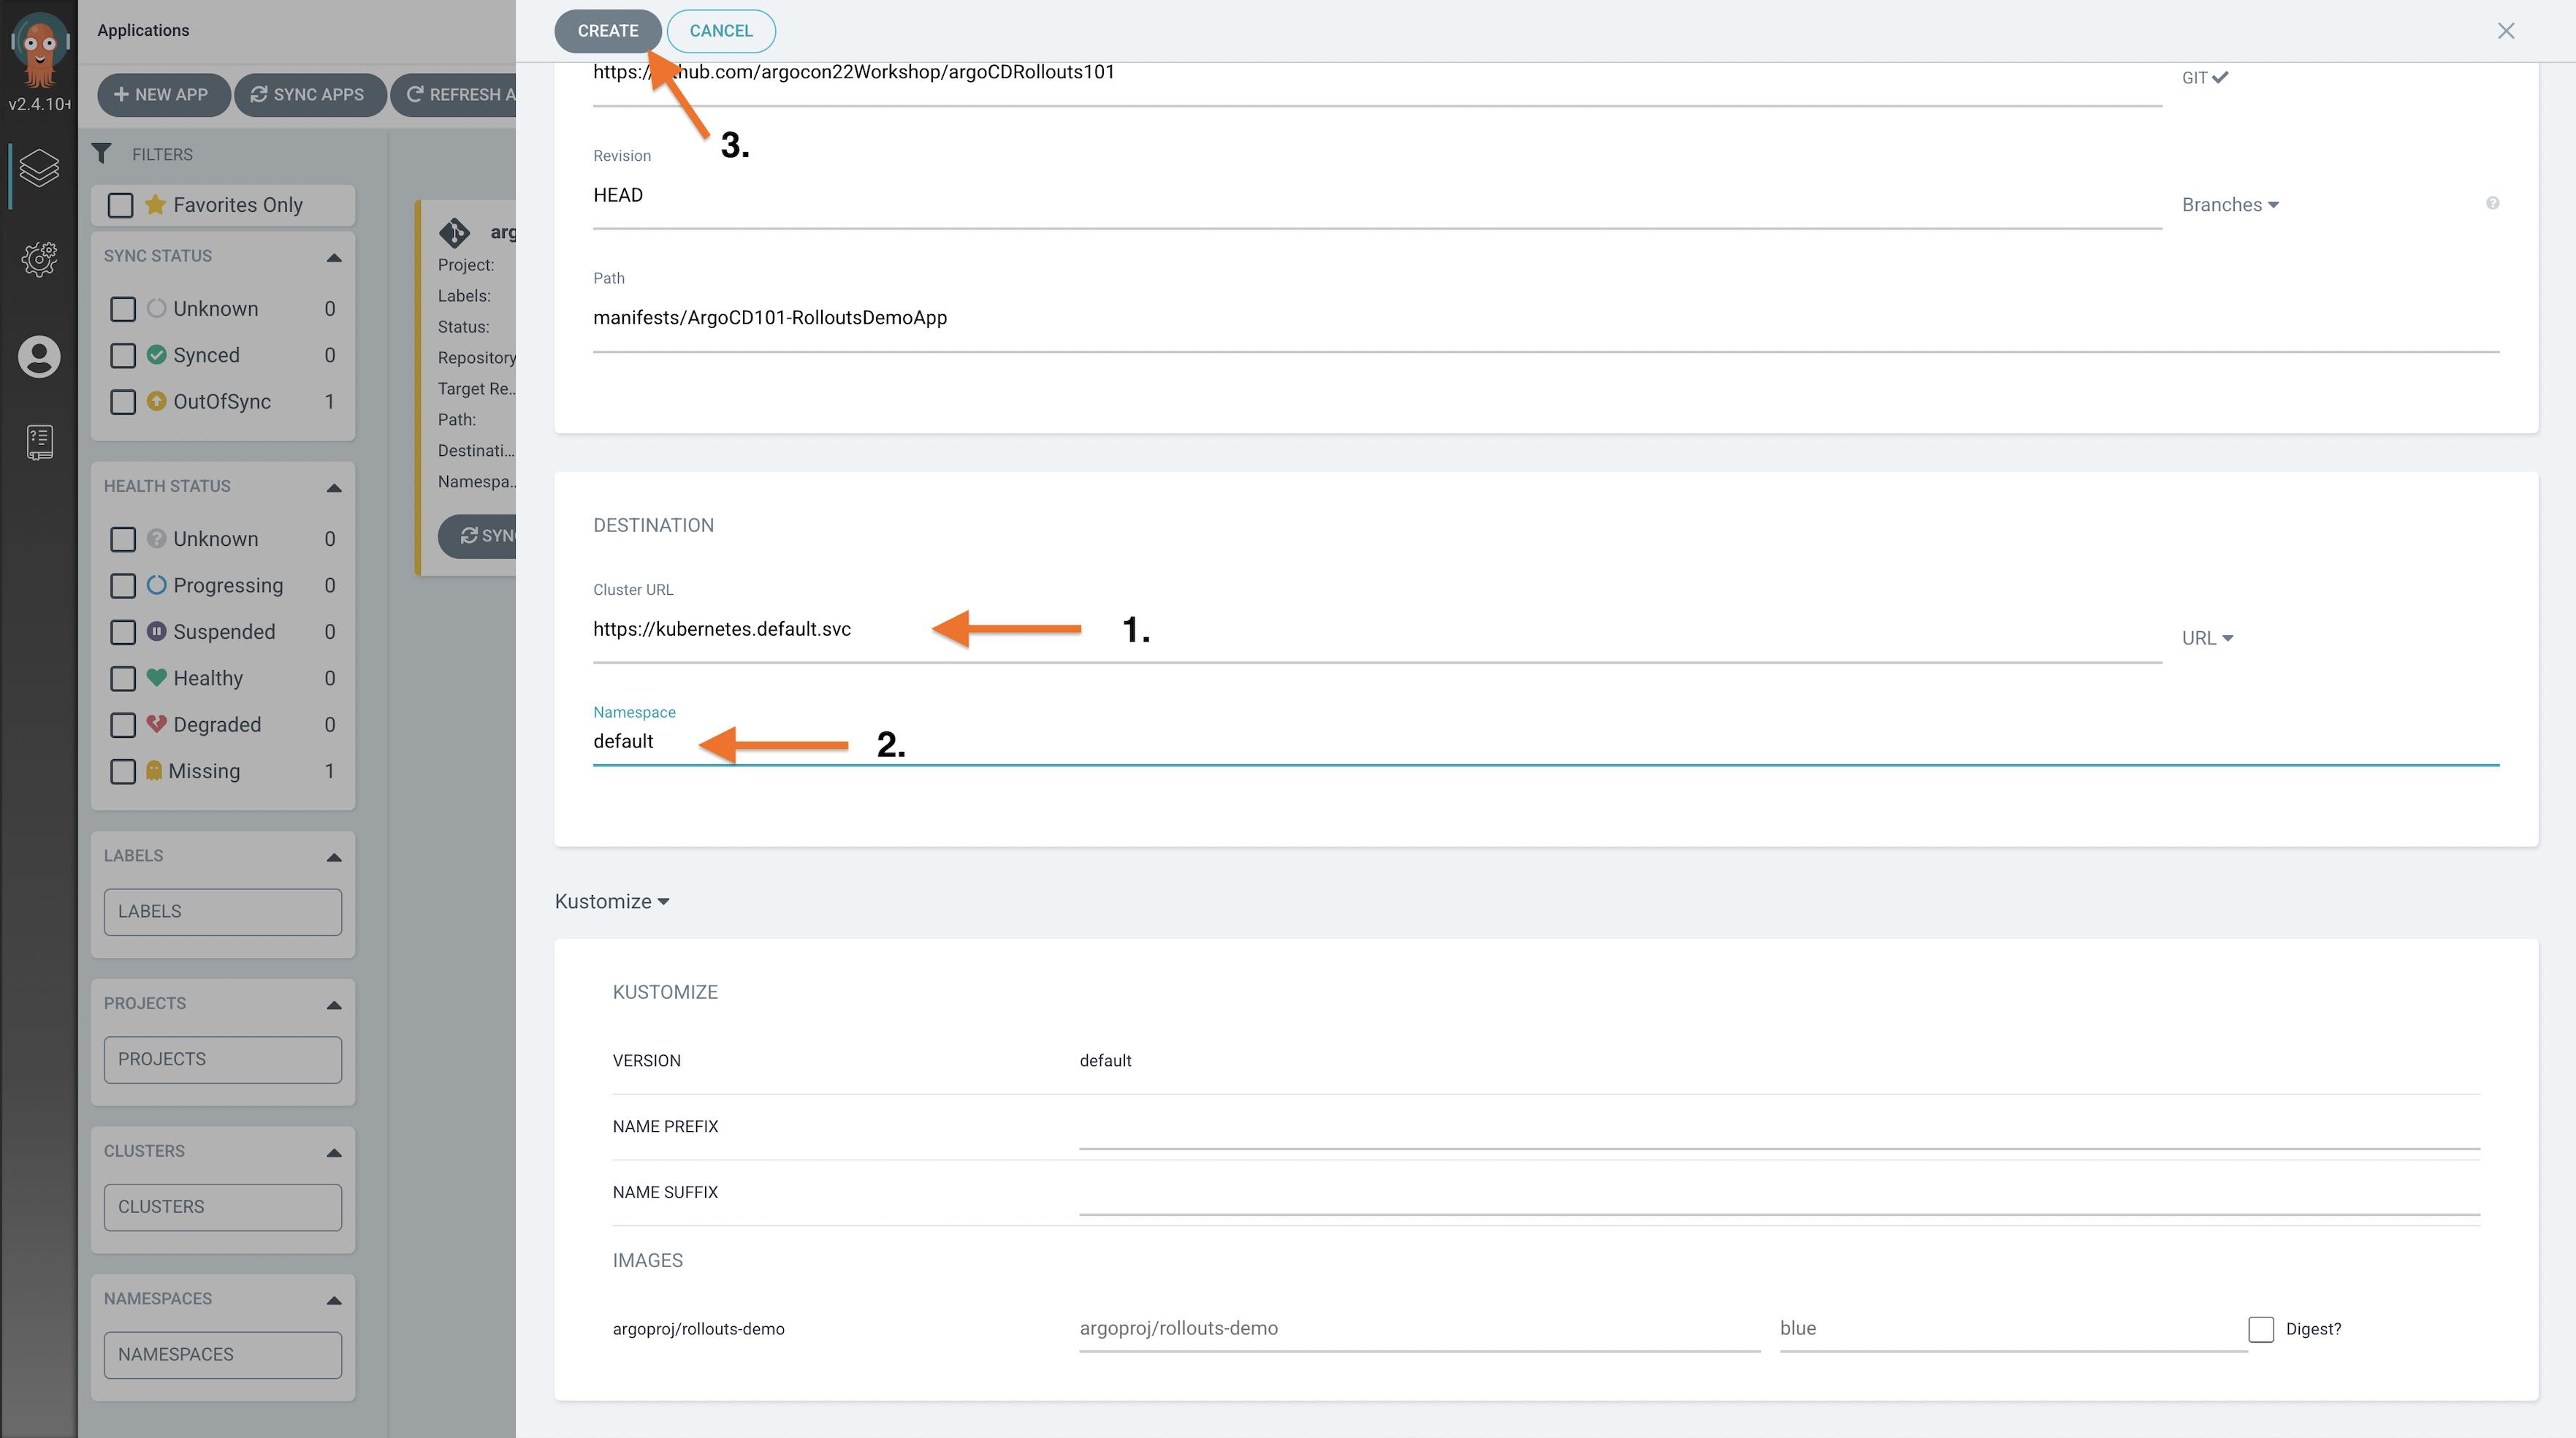 Applications
v2.4.10+
NEW APP
SYNC APPS
REFRESH A
FILTERS
Favorites Only
SYNC STATUS
Unknown 0
Synced 0
OutOfSync 1
HEALTH STATUS
Unknown 0
Progressing 0
Suspended 0
Healthy 0
Degraded 0
Missing 1
LABELS
LABELS
PROJECTS
PROJECTS
CLUSTERS
CLUSTERS
NAMESPACES
NAMESPACES
arg
Project:
Labels:
Status:
Repository
Target Re...
Path:
Destinati...
Namespa...
SYNC
CREATE
CANCEL
3.
https://github.com/argocon22Workshop/argoCDRollouts101
GIT
Revision
HEAD
Branches
Path
manifests/ArgoCD101-RolloutsDemoApp
DESTINATION
Cluster URL
https://kubernetes.default.svc
1.
URL
Namespace
default
2.
Kustomize
KUSTOMIZE
VERSION default
NAME PREFIX
NAME SUFFIX
IMAGES
argoproj/rollouts-demo argoproj/rollouts-demo blue Digest?